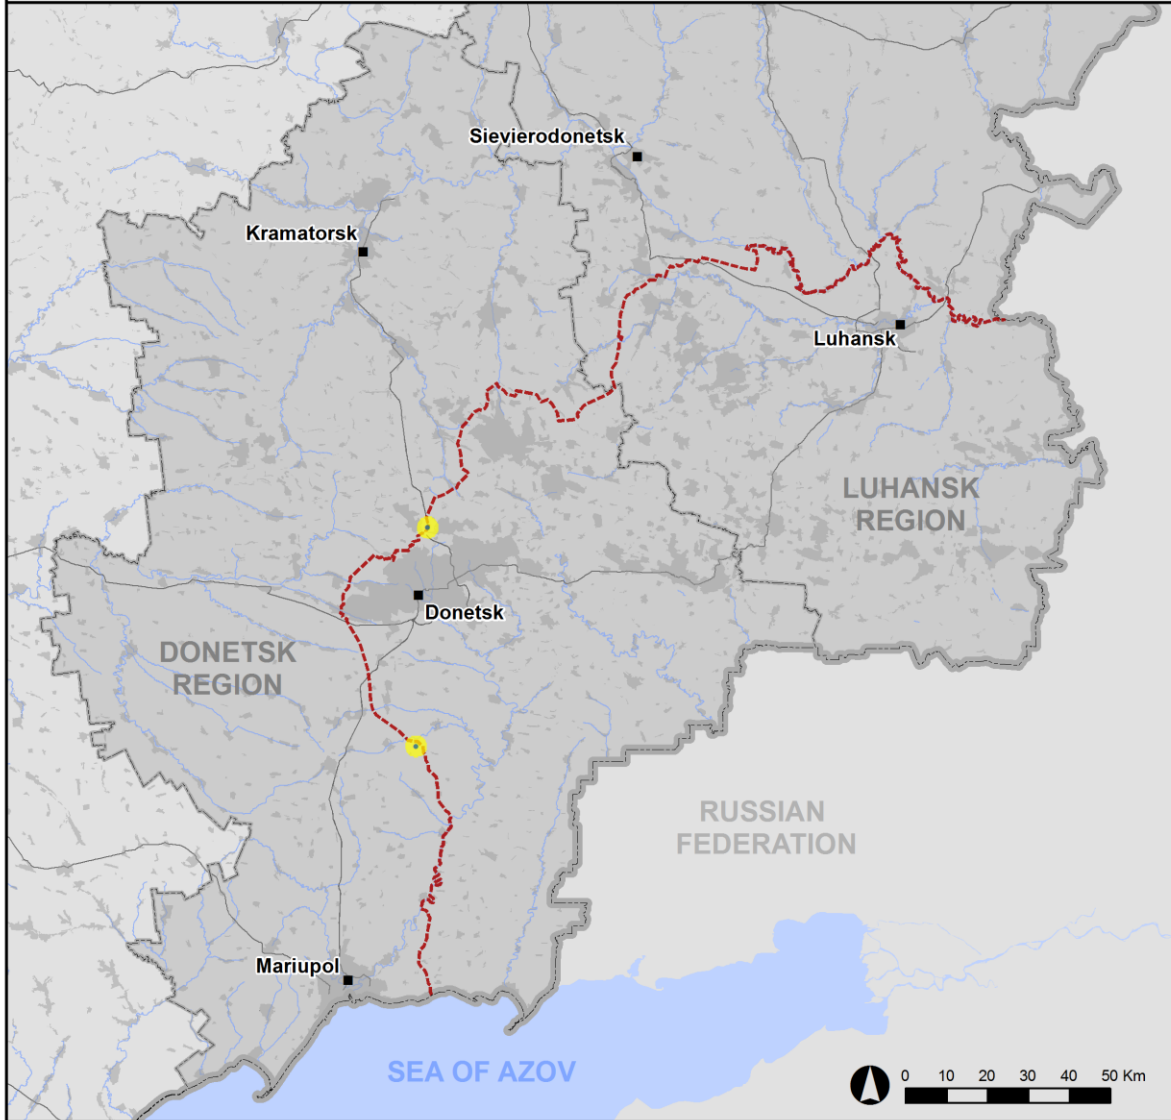 Sievierodonetsk
Kramatorsk
Luhansk
LUHANSK
REGION
Donetsk
DONETSK
REGION
RUSSIAN
FEDERATION
Mariupol
SEA OF AZOV
0 10 20 30 40 50 Km